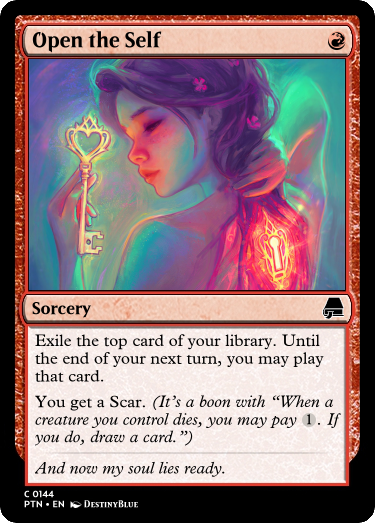 Open the Self
Sorcery
Exile the top card of your library. Until
the end of your next turn, you may play
that card.
You get a Scar. (It's a boon with “When a
creature you control dies, you may pay 1. If
you do, draw a card.”)
And now my soul lies ready.
C 0144
PTN • EN DestinyBlue